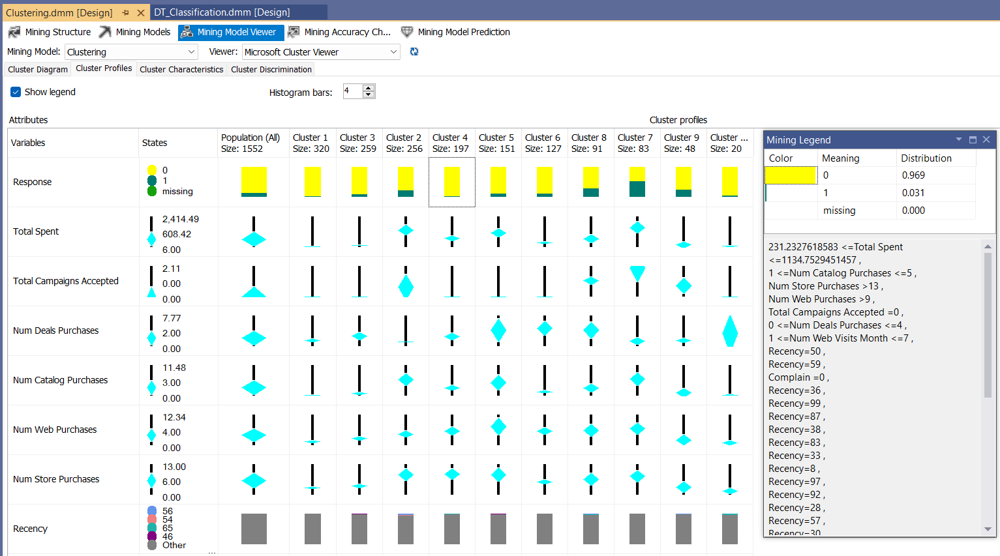 Clustering.dmm [Design]
DT_Classification.dmm [Design]
Mining Structure
Mining Models
Mining Model Viewer
Mining Accuracy Ch...
Mining Model Prediction
Mining Model:
Clustering
Viewer:
Microsoft Cluster Viewer
Cluster Diagram
Cluster Profiles
Cluster Characteristics
Cluster Discrimination
Show legend
Histogram bars:
4
Attributes
Cluster profiles
Variables
States
Population (All)
Size: 1552
Cluster 1
Size: 320
Cluster 3
Size: 259
Cluster 2
Size: 256
Cluster 4
Size: 197
Cluster 5
Size: 151
Cluster 6
Size: 127
Cluster 8
Size: 91
Cluster 7
Size: 83
Cluster 9
Size: 48
Cluster ...
Size: 20
Response
0
1
missing
Total Spent
2,414.49
608.42
6.00
Total Campaigns Accepted
2.11
0.00
0.00
Num Deals Purchases
7.77
2.00
0.00
Num Catalog Purchases
11.48
3.00
0.00
Num Web Purchases
12.34
4.00
0.00
Num Store Purchases
13.00
6.00
0.00
Recency
56
54
65
46
Other
...
Mining Legend
Color
Meaning
Distribution
0
0.969
1
0.031
missing
0.000
231.2327618583 <=Total Spent
<=1134.7529451457 ,
1 <=Num Catalog Purchases <=5 ,
Num Store Purchases >13 ,
Num Web Purchases >9 ,
Total Campaigns Accepted =0 ,
0 <=Num Deals Purchases <=4 ,
1 <=Num Web Visits Month <=7 ,
Recency=50 ,
Recency=59 ,
Complain =0 ,
Recency=36 ,
Recency=99 ,
Recency=87 ,
Recency=38 ,
Recency=83 ,
Recency=33 ,
Recency=8 ,
Recency=97 ,
Recency=92 ,
Recency=28 ,
Recency=57 ,
Recency=30 ,